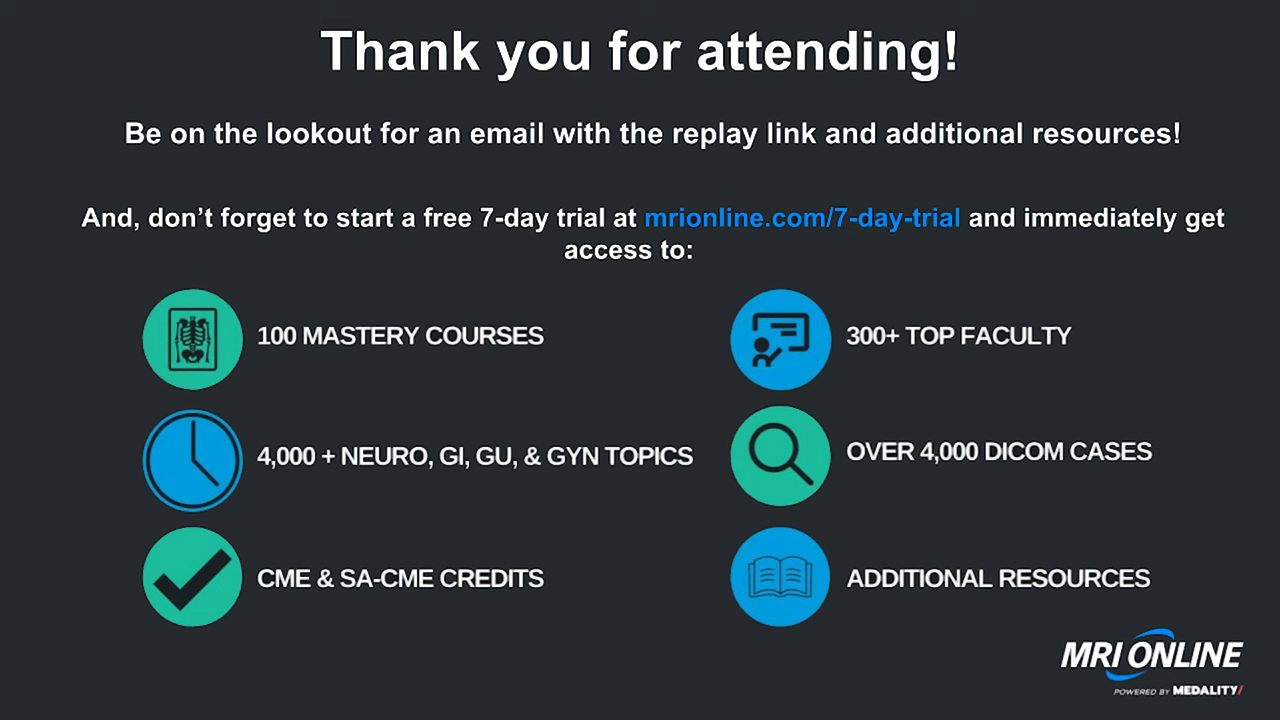 Thank you for attending!
Be on the lookout for an email with the replay link and additional resources!
And, don’t forget to start a free 7-day trial at mrionline.com/7-day-trial and immediately get
access to:
100 MASTERY COURSES
300+ TOP FACULTY
4,000 + NEURO, GI, GU, & GYN TOPICS
OVER 4,000 DICOM CASES
CME & SA-CME CREDITS
ADDITIONAL RESOURCES
MRI ONLINE
POWERED BY MEDALITY/